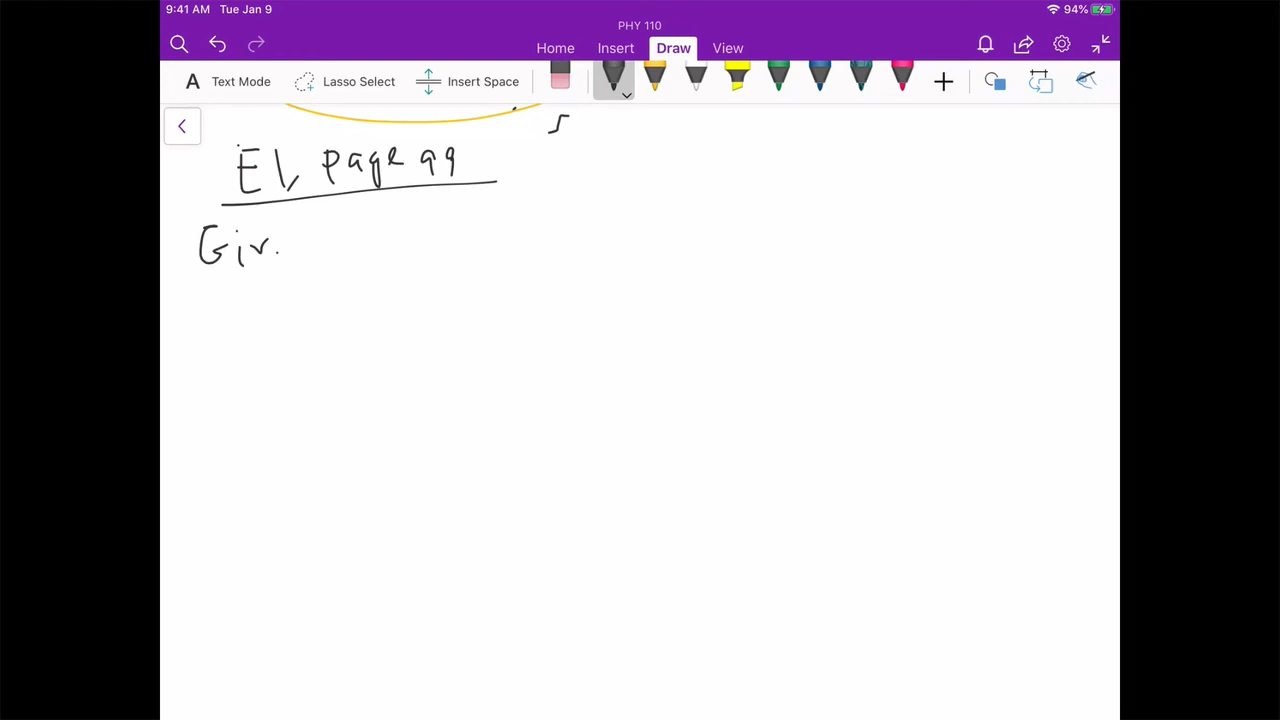 9:41 AM Tue Jan 9
94%
PHY 110
Home Insert Draw View
A Text Mode Lasso Select Insert Space
E1, page 99
Giv.